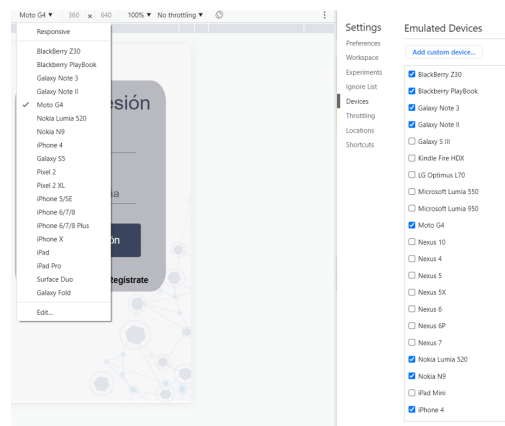 Moto G4 ▼ 360 × 640 100% ▼ No throttling ▼
Responsive
BlackBerry Z30
Blackberry PlayBook
Galaxy Note 3
Galaxy Note II
Moto G4
Nokia Lumia 520
Nokia N9
iPhone 4
Galaxy S5
Pixel 2
Pixel 2 XL
iPhone 5/SE
iPhone 6/7/8
iPhone 6/7/8 Plus
iPhone X
iPad
iPad Pro
Surface Duo
Galaxy Fold
Edit...
esión
ña
ón
Regístrate
Settings
Preferences
Workspace
Experiments
Ignore List
Devices
Throttling
Locations
Shortcuts
Emulated Devices
Add custom device...
BlackBerry Z30
Blackberry PlayBook
Galaxy Note 3
Galaxy Note II
Galaxy S III
Kindle Fire HDX
LG Optimus L70
Microsoft Lumia 550
Microsoft Lumia 950
Moto G4
Nexus 10
Nexus 4
Nexus 5
Nexus 5X
Nexus 6
Nexus 6P
Nexus 7
Nokia Lumia 520
Nokia N9
iPad Mini
iPhone 4